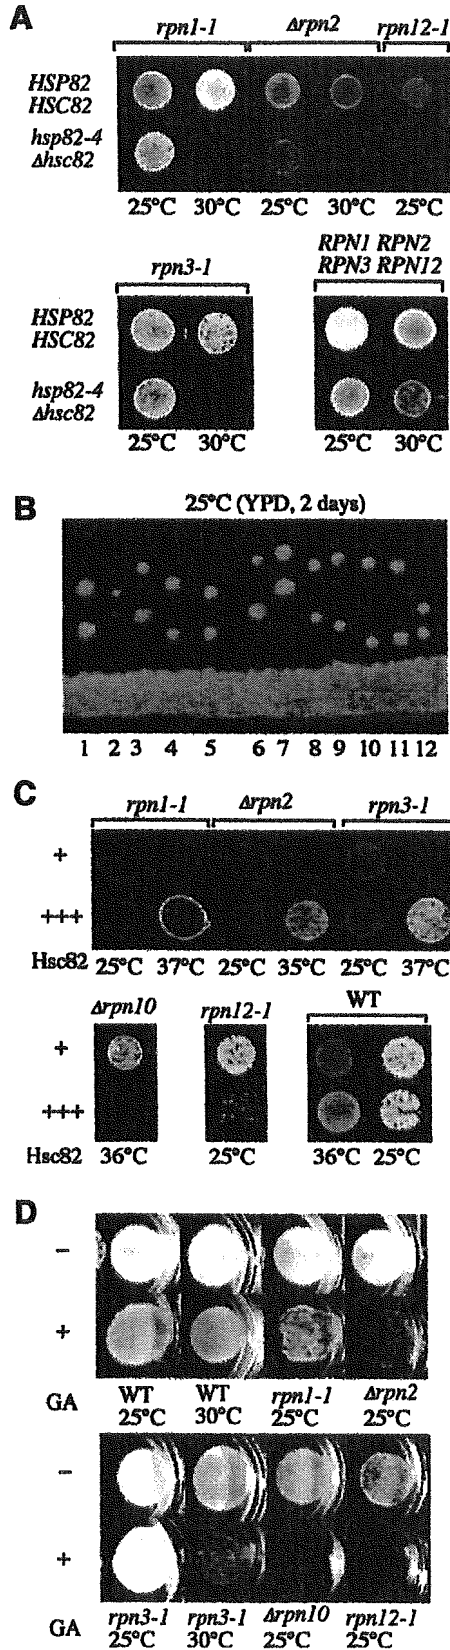 A
rpn1-1 Δrpn2 rpn12-1
HSP82
HSC82
hsp82-4
Δhsc82
25°C 30°C 25°C 30°C 25°C
rpn3-1
RPN1 RPN2
RPN3 RPN12
HSP82
HSC82
hsp82-4
Δhsc82
25°C 30°C 25°C 30°C
B
25°C (YPD, 2 days)
1 2 3 4 5 6 7 8 9 10 11 12
C
rpn1-1 Δrpn2 rpn3-1
+
+++
Hsc82 25°C 37°C 25°C 35°C 25°C 37°C
Δrpn10 rpn12-1 WT
+
+++
Hsc82 36°C 25°C 36°C 25°C
D
-
+
GA WT WT rpn1-1 Δrpn2
25°C 30°C 25°C 25°C
-
+
GA rpn3-1 rpn3-1 Δrpn10 rpn12-1
25°C 30°C 25°C 25°C